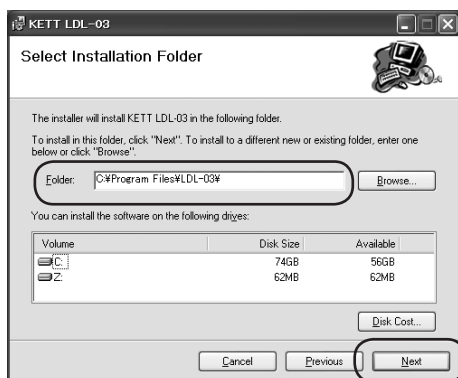 KETT LDL-03
Select Installation Folder
The installer will install KETT LDL-03 in the following folder.
To install in this folder, click "Next". To install to a different new or existing folder, enter one
below or click "Browse".
Folder: C:¥Program Files¥LDL-03¥ Browse...
You can install the software on the following drives:
Volume Disk Size Available
C: 74GB 56GB
Z: 62MB 62MB
Disk Cost...
Cancel Previous Next